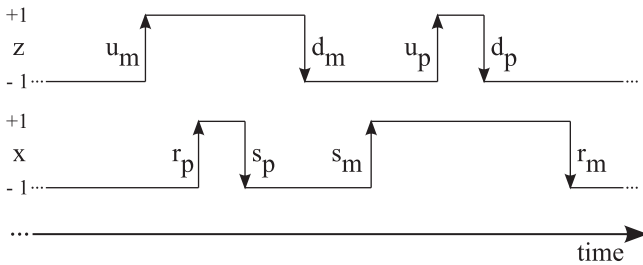 +1
z u_m d_m u_p d_p
- 1 ... ...
+1
x r_p s_p s_m r_m
- 1 ... ...
...
time